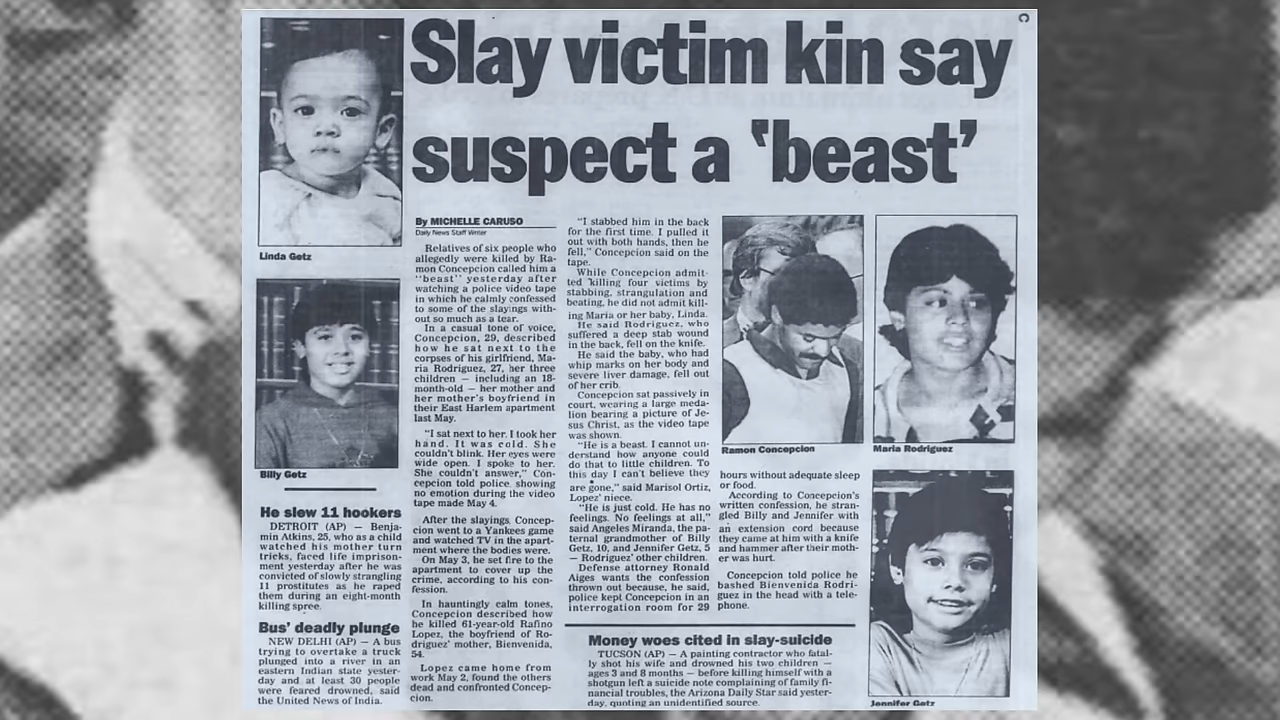 Slay victim kin say
suspect a 'beast'
Linda Getz
Billy Getz
He slew 11 hookers
DETROIT (AP) — Benja-
min Atkins, 25, who as a child
watched his mother turn
tricks, faced life imprison-
ment yesterday after he was
convicted of slowly strangling
11 prostitutes as he raped
them during an eight-month
killing spree.
Bus' deadly plunge
NEW DELHI (AP) — A bus
trying to overtake a truck
plunged into a river in an
eastern Indian state yester-
day and at least 30 people
were feared drowned, said
the United News of India.
By MICHELLE CARUSO
Daily News Staff Writer
Relatives of six people who
allegedly were killed by Ra-
mon Concepcion called him a
"beast" yesterday after
watching a police video tape
in which he calmly confessed
to some of the slayings with-
out so much as a tear.
In a casual tone of voice,
Concepcion, 29, described
how he sat next to the
corpses of his girlfriend, Ma-
ria Rodriguez, 27, her three
children — including an 18-
month-old — her mother and
her mother's boyfriend in
their East Harlem apartment
last May.
"I sat next to her. I took her
hand. It was cold. She
couldn't blink. Her eyes were
wide open. I spoke to her.
She couldn't answer," Con-
cepcion told police, showing
no emotion during the video
tape made May 4.
After the slayings, Concep-
cion went to a Yankees game
and watched TV in the apart-
ment where the bodies were.
On May 3, he set fire to the
apartment to cover up the
crime, according to his con-
fession.
In hauntingly calm tones,
Concepcion described how
he killed 61-year-old Rafino
Lopez, the boyfriend of Ro-
driguez' mother, Bienvenida,
54.
Lopez came home from
work May 2, found the others
dead and confronted Concep-
cion.
"I stabbed him in the back
for the first time. I pulled it
out with both hands, then he
fell," Concepcion said on the
tape.
While Concepcion admit-
ted killing four victims by
stabbing, strangulation and
beating, he did not admit kill-
ing Maria or her baby, Linda.
He said Rodriguez, who
suffered a deep stab wound
in the back, fell on the knife.
He said the baby, who had
whip marks on her body and
severe liver damage, fell out
of her crib.
Concepcion sat passively in
court, wearing a large meda-
lion bearing a picture of Je-
sus Christ, as the video tape
was shown.
"He is a beast. I cannot un-
derstand how anyone could
do that to little children. To
this day I can't believe they
are gone," said Marisol Ortiz,
Lopez' niece.
"He is just cold. He has no
feelings. No feelings at all,"
said Angeles Miranda, the pa-
ternal grandmother of Billy
Getz, 10, and Jennifer Getz, 5
— Rodriguez' other children.
Defense attorney Ronald
Aiges wants the confession
thrown out because, he said,
police kept Concepcion in an
interrogation room for 29
Ramon Concepcion
Maria Rodriguez
hours without adequate sleep
or food.
According to Concepcion's
written confession, he stran-
gled Billy and Jennifer with
an extension cord because
they came at him with a knife
and hammer after their moth-
er was hurt.
Concepcion told police he
bashed Bienvenida Rodri-
guez in the head with a tele-
phone.
Money woes cited in slay-suicide
TUCSON (AP) — A painting contractor who fatal-
ly shot his wife and drowned his two children —
ages 3 and 8 months — before killing himself with a
shotgun left a suicide note complaining of family fi-
nancial troubles, the Arizona Daily Star said yester-
day, quoting an unidentified source.
Jennifer Getz